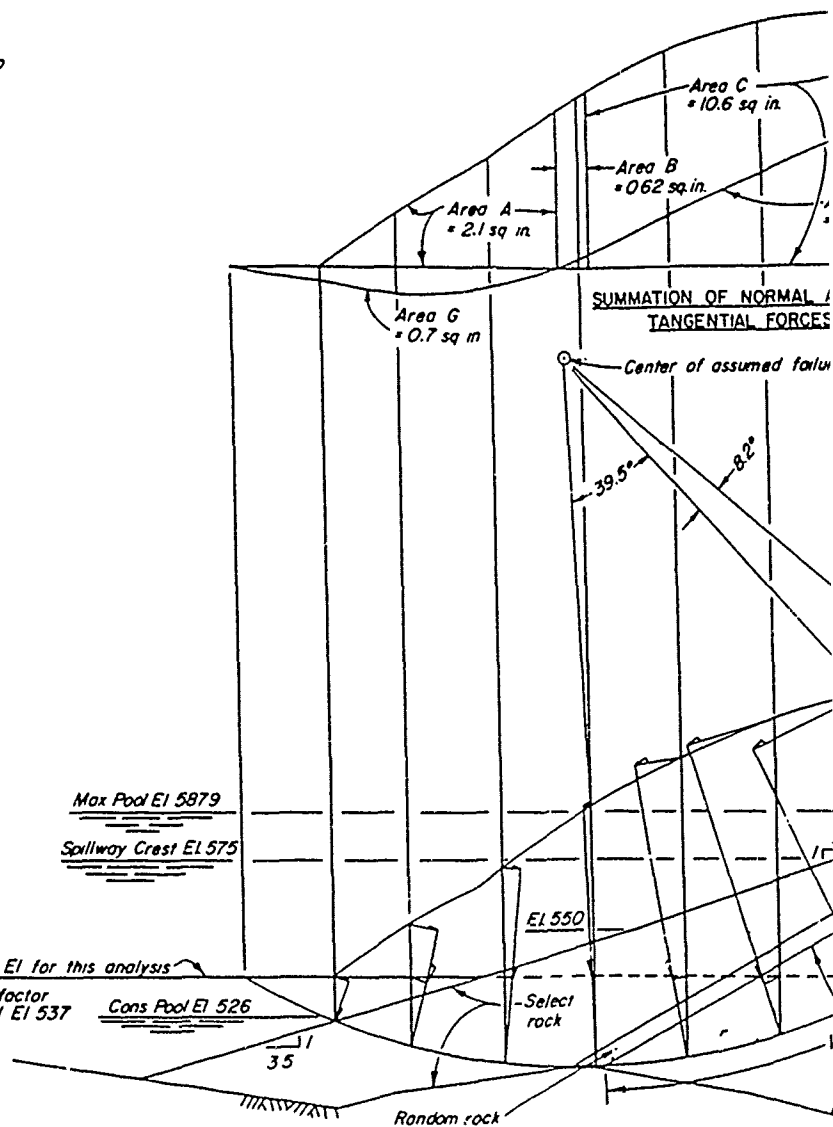 Area C
= 10.6 sq in.
Area B
= 0.62 sq. in.
Area A
= 2.1 sq in.
SUMMATION OF NORMAL
TANGENTIAL FORCES
Area G
= 0.7 sq in
Center of assumed
39.5°
8.2°
Max Pool El 5879
Spillway Crest El. 575
El. 550
El for this analysis
factor
El 537
Cons Pool El 526
Select
rock
1
35
Random rock